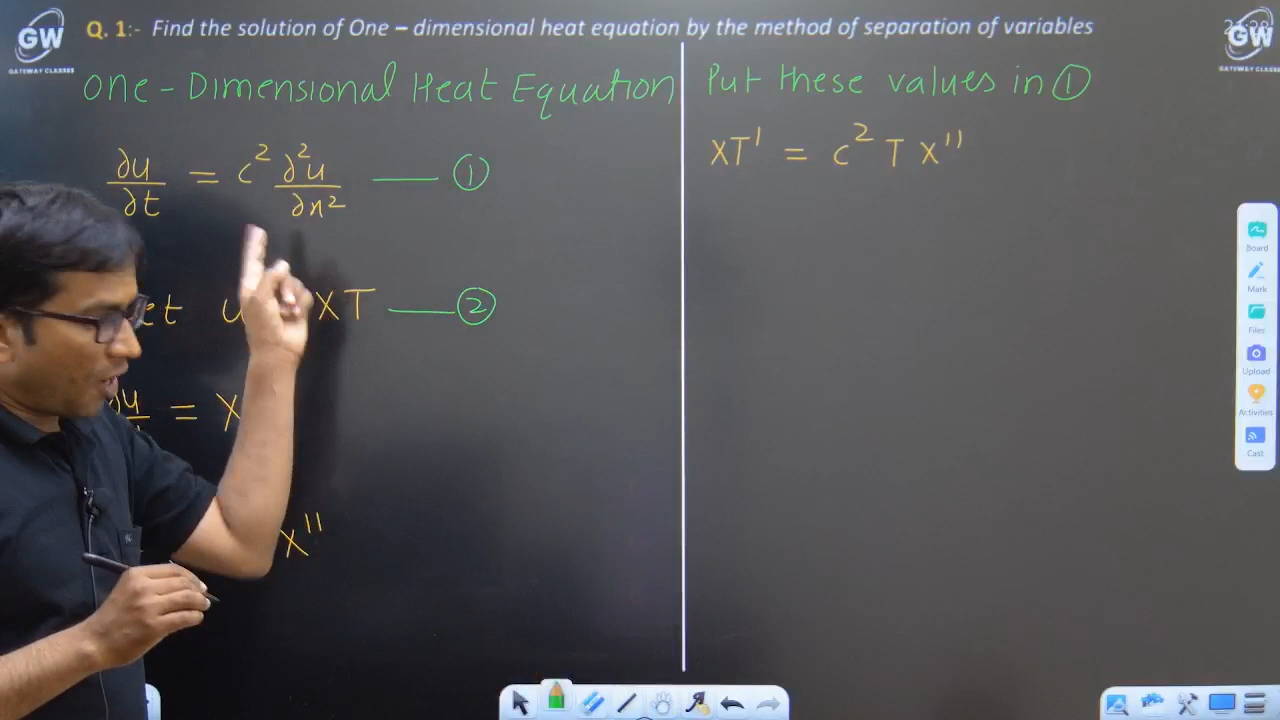 Q. 1:- Find the solution of One – dimensional heat equation by the method of separation of variables
GW
GATEWAY CLASSES
GW
GATEWAY CLASSES
One-Dimensional Heat Equation
∂u/∂t = c² ∂²u/∂x² —— ①
XT —— ②
= X
X''
Put these values in ①
XT' = c² T X''
Board
Mark
Files
Upload
Activities
Cast